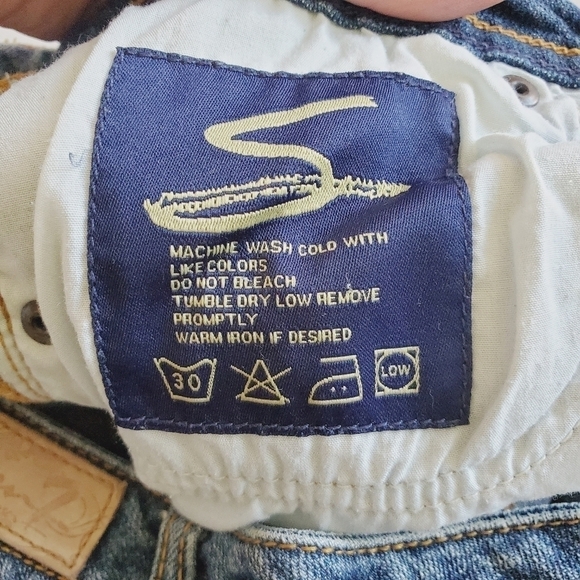 S
MACHINE WASH COLD WITH
LIKE COLORS
DO NOT BLEACH
TUMBLE DRY LOW REMOVE
PROMPTLY
WARM IRON IF DESIRED
30
LOW